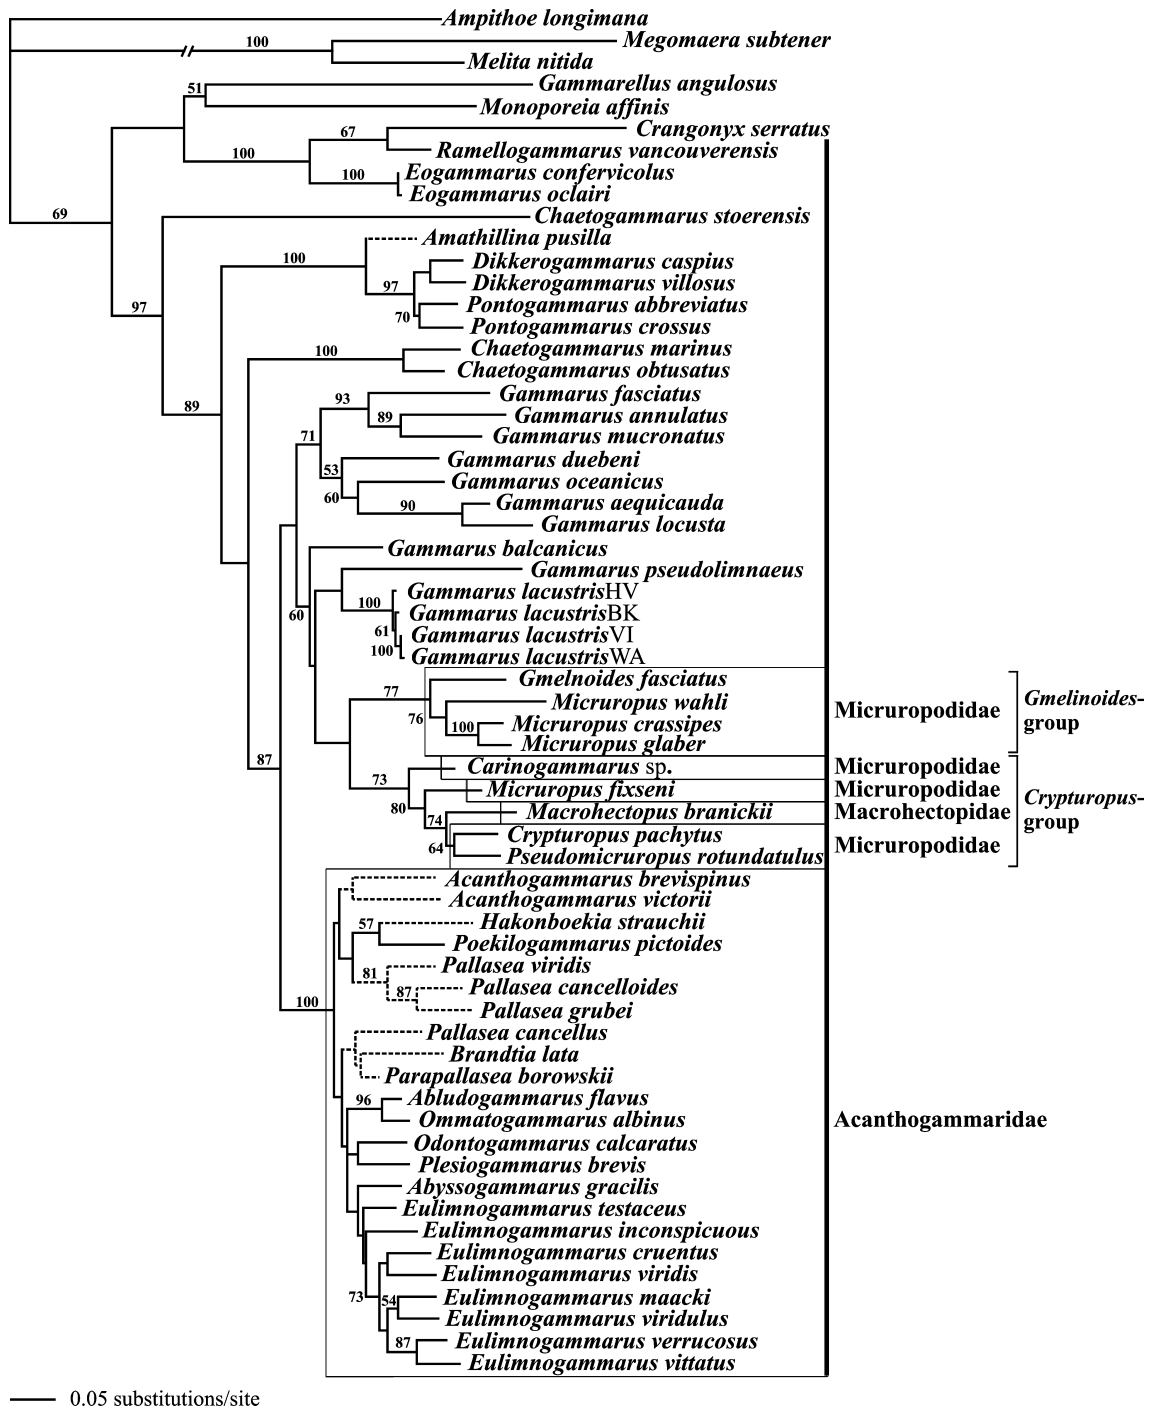 Ampithoe longimana
100
Megomaera subtener
Melita nitida
51
Gammarellus angulosus
Monoporeia affinis
67
Crangonyx serratus
100
Ramellogammarus vancouverensis
100
Eogammarus confervicolus
Eogammarus oclairi
69
Chaetogammarus stoerensis
Amathillina pusilla
100
Dikkerogammarus caspius
97
Dikkerogammarus villosus
97
Pontogammarus abbreviatus
70
Pontogammarus crossus
100
Chaetogammarus marinus
Chaetogammarus obtusatus
89
93
Gammarus fasciatus
89
Gammarus annulatus
71
Gammarus mucronatus
Gammarus duebeni
53
Gammarus oceanicus
60
90
Gammarus aequicauda
Gammarus locusta
Gammarus balcanicus
Gammarus pseudolimnaeus
60
100
Gammarus lacustrisHV
Gammarus lacustrisBK
61
Gammarus lacustrisVI
100
Gammarus lacustrisWA
77
Gmelnoides fasciatus
76
Micruropus wahli
100
Micruropus crassipes
Micruropus glaber
Micruropodidae
Gmelinoides-
group
87
73
Carinogammarus sp.
Micruropodidae
80
Micruropus fixseni
Micruropodidae
74
Macrohectopus branickii
Macrohectopidae
Crypturopus-
group
64
Crypturopus pachytus
Pseudomicruropus rotundatulus
Micruropodidae
Acanthogammarus brevispinus
Acanthogammarus victorii
57
Hakonboekia strauchii
Poekilogammarus pictoides
81
Pallasea viridis
87
Pallasea cancelloides
100
Pallasea grubei
Pallasea cancellus
Brandtia lata
Parapallasea borowskii
96
Abludogammarus flavus
Ommatogammarus albinus
Acanthogammaridae
Odontogammarus calcaratus
Plesiogammarus brevis
Abyssogammarus gracilis
Eulimnogammarus testaceus
Eulimnogammarus inconspicuous
Eulimnogammarus cruentus
Eulimnogammarus viridis
73
54
Eulimnogammarus maacki
Eulimnogammarus viridulus
87
Eulimnogammarus verrucosus
Eulimnogammarus vittatus
0.05 substitutions/site